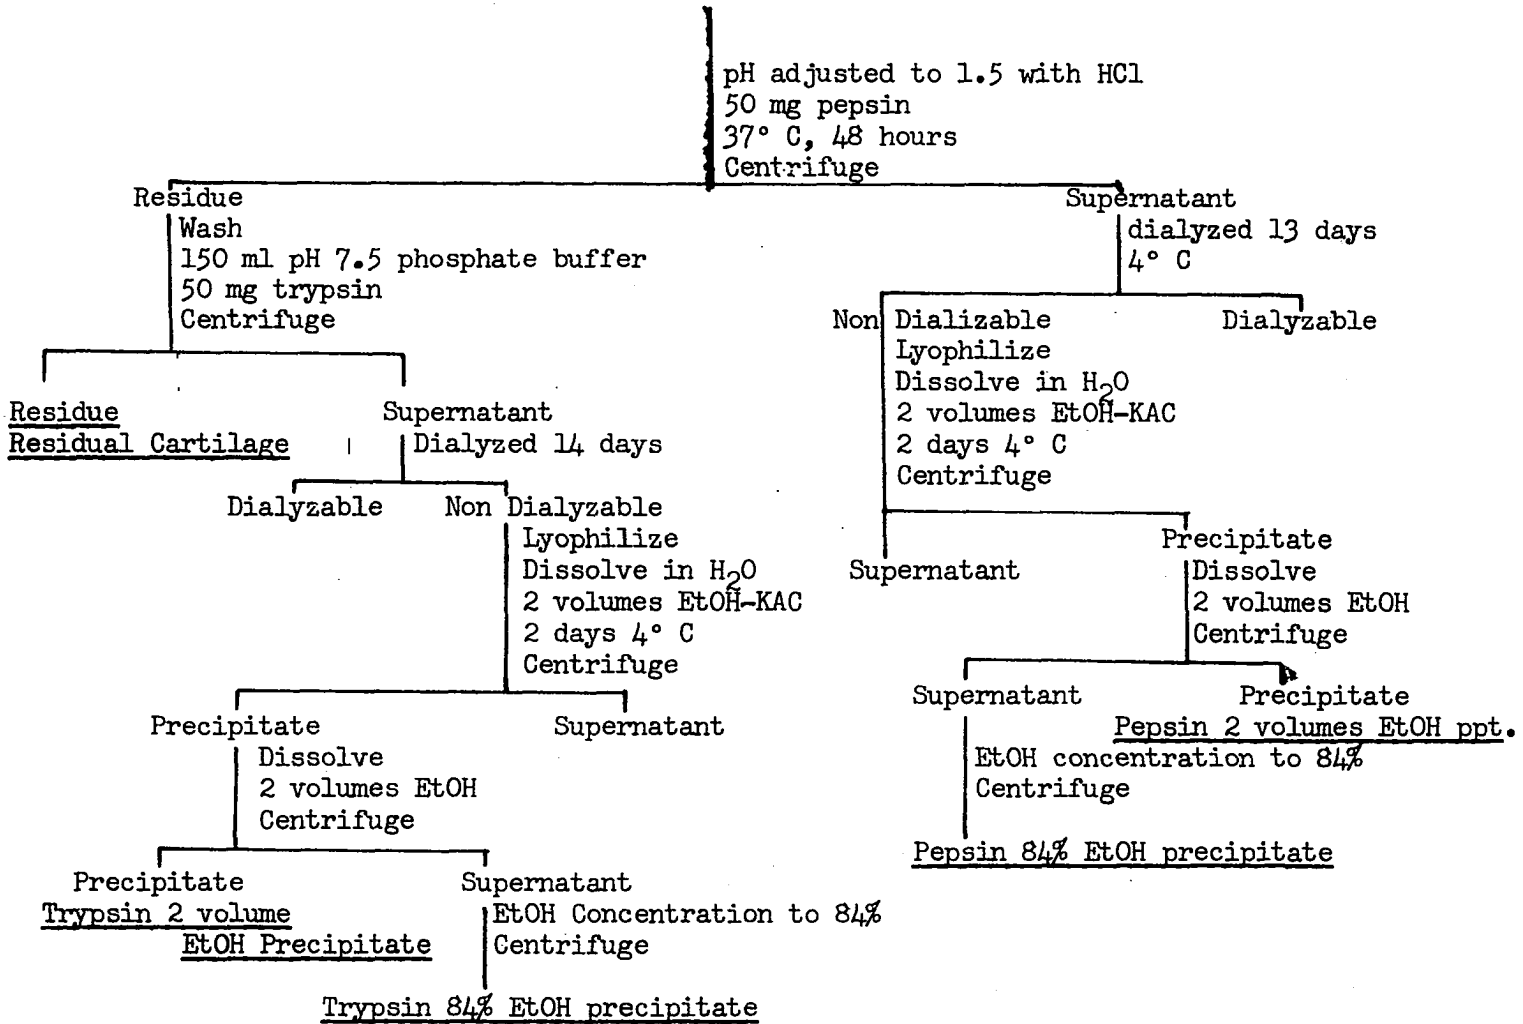 pH adjusted to 1.5 with HCl
50 mg pepsin
37° C, 48 hours
Centrifuge
Residue
Wash
150 ml pH 7.5 phosphate buffer
50 mg trypsin
Centrifuge
Residue
Residual Cartilage
Supernatant
Dialyzed 14 days
Dialyzable
Non Dialyzable
Lyophilize
Dissolve in H2O
2 volumes EtOH-KAC
2 days 4° C
Centrifuge
Precipitate
Dissolve
2 volumes EtOH
Centrifuge
Supernatant
Precipitate
Trypsin 2 volume
EtOH Precipitate
Supernatant
EtOH Concentration to 84%
Centrifuge
Trypsin 84% EtOH precipitate
Supernatant
dialyzed 13 days
4° C
Non Dializable
Lyophilize
Dissolve in H2O
2 volumes EtOH-KAC
2 days 4° C
Centrifuge
Dialyzable
Supernatant
Precipitate
Dissolve
2 volumes EtOH
Centrifuge
Supernatant
EtOH concentration to 84%
Centrifuge
Pepsin 84% EtOH precipitate
Precipitate
Pepsin 2 volumes EtOH ppt.